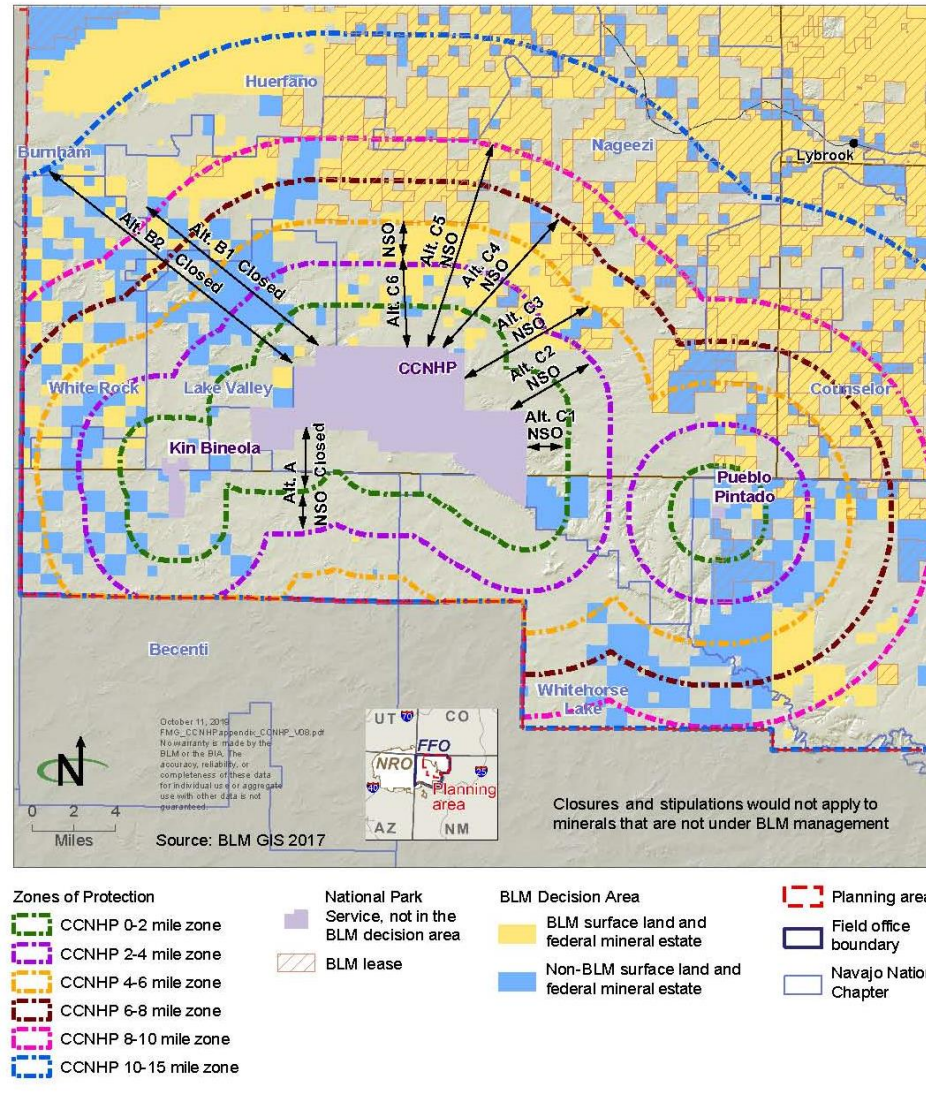 Huerfano
Burnham
Nageezi
Lybrook
Alt. B2 Closed
Alt. B1 Closed
Alt. C6 NSO
Alt. C5
NSO
Alt. C4
NSO
Alt. C3
NSO
Alt. C2
NSO
Alt. C1
NSO
CCNHP
White Rock
Lake Valley
Counselor
Kin Bineola
Alt. A
NSO Closed
Pueblo
Pintado
Becenti
Whitehorse
Lake
October 11, 2019
FMG_CCNHPappendix_CCNHP_V08.pdf
No warranty is made by the
BLM or the BIA. The
accuracy, reliability, or
completeness of these data
for individual use or aggregate
use with other data is not
guaranteed.
N
0 2 4
Miles
Source: BLM GIS 2017
UT
70
CO
FFO
NRO
25
40
Planning
area
AZ
NM
Closures and stipulations would not apply to
minerals that are not under BLM management
Zones of Protection
CCNHP 0-2 mile zone
CCNHP 2-4 mile zone
CCNHP 4-6 mile zone
CCNHP 6-8 mile zone
CCNHP 8-10 mile zone
CCNHP 10-15 mile zone
National Park
Service, not in the
BLM decision area
BLM lease
BLM Decision Area
BLM surface land and
federal mineral estate
Non-BLM surface land and
federal mineral estate
Planning area
Field office
boundary
Navajo Nation
Chapter